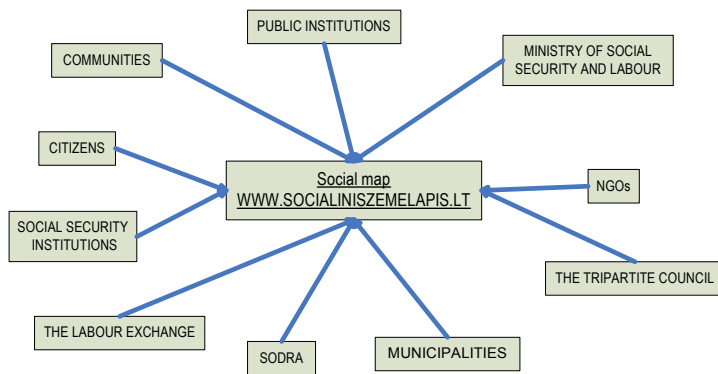 PUBLIC INSTITUTIONS
COMMUNITIES
MINISTRY OF SOCIAL
SECURITY AND LABOUR
CITIZENS
Social map
WWW.SOCIALINISZEMELAPIS.LT
NGOs
SOCIAL SECURITY
INSTITUTIONS
THE TRIPARTITE COUNCIL
THE LABOUR EXCHANGE
SODRA
MUNICIPALITIES